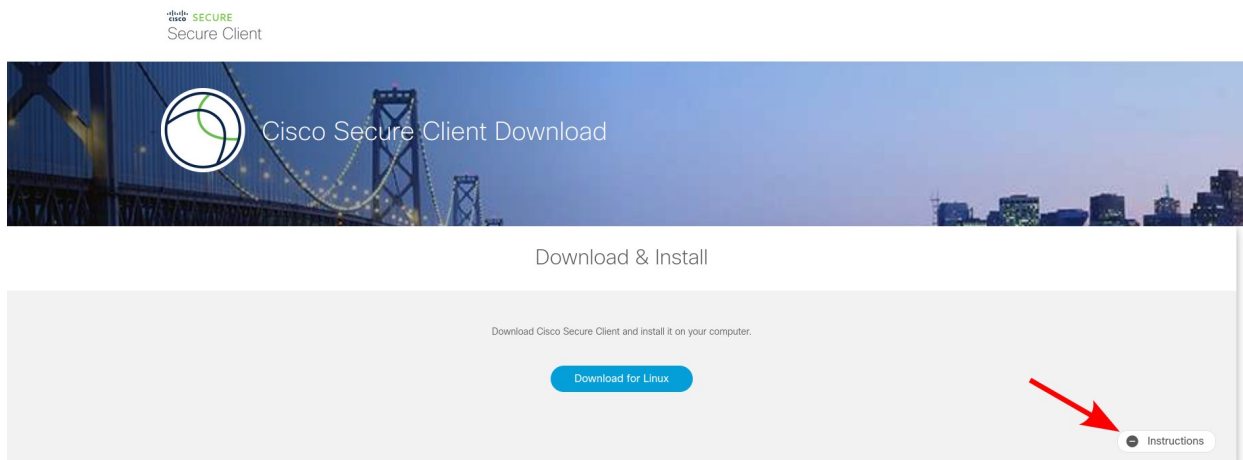 cisco SECURE
Secure Client
Cisco Secure Client Download
Download & Install
Download Cisco Secure Client and install it on your computer.
Download for Linux
Instructions